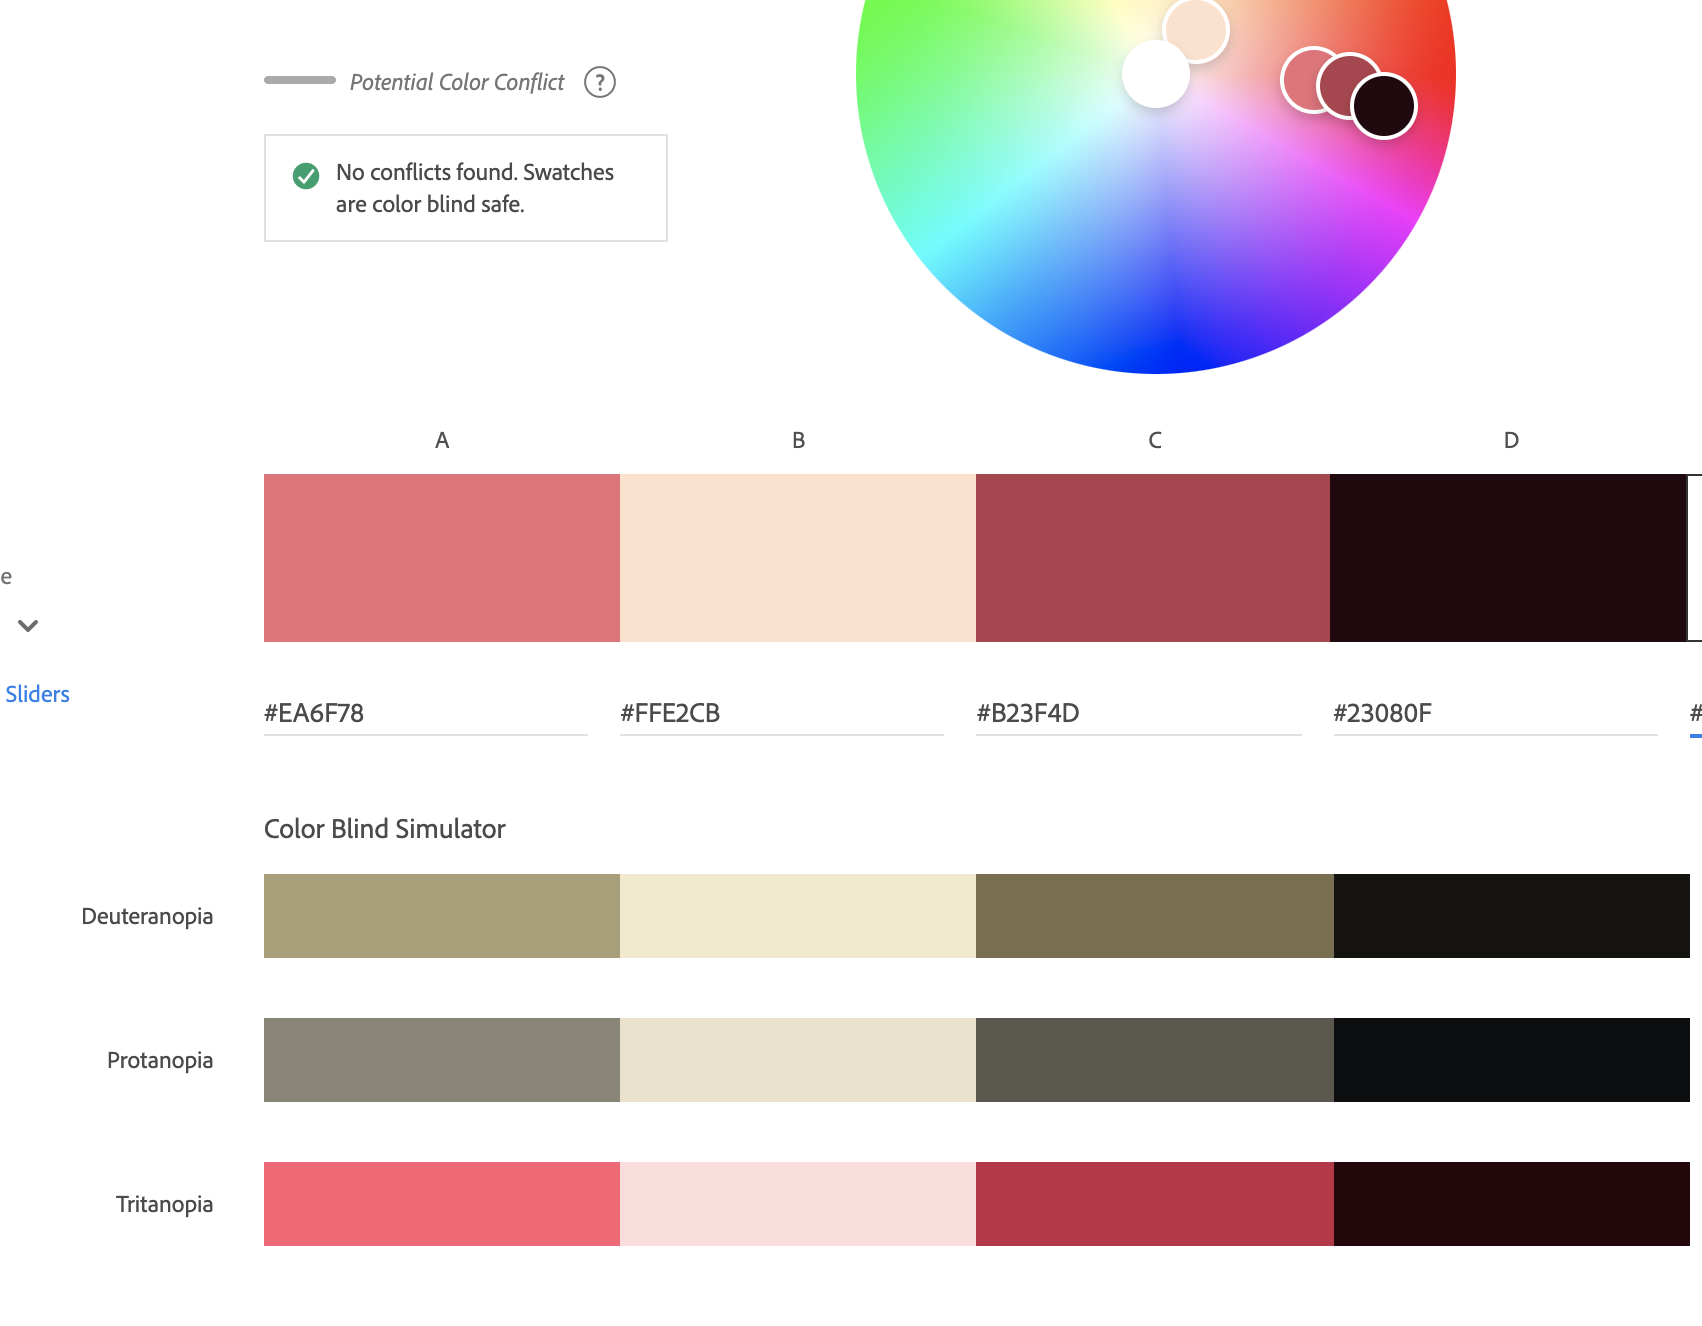 Potential Color Conflict ?
No conflicts found. Swatches
are color blind safe.
A B C D
e
Sliders
#EA6F78 #FFE2CB #B23F4D #23080F #
Color Blind Simulator
Deuteranopia
Protanopia
Tritanopia